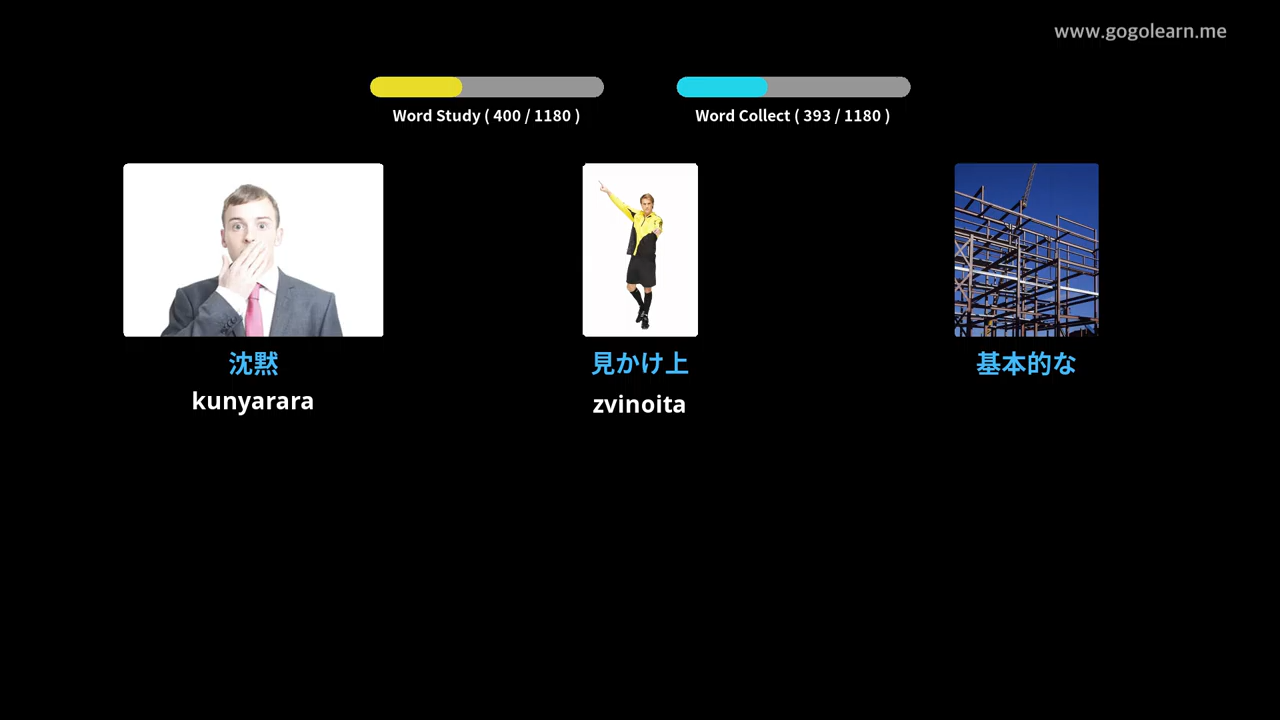 www.gogolearn.me
Word Study ( 400 / 1180 )
Word Collect ( 393 / 1180 )
沈黙
kunyarara
見かけ上
zvinoita
基本的な